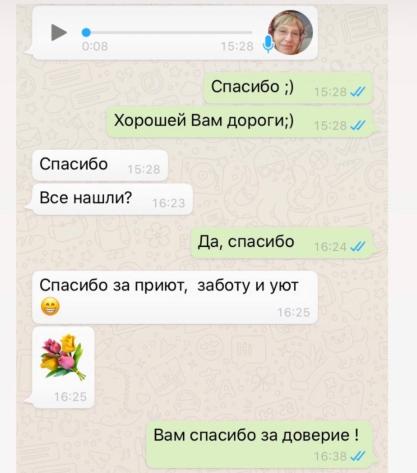 0:08 15:28
Спасибо ;) 15:28
Хорошей Вам дороги;) 15:28
Спасибо 15:28
Все нашли? 16:23
Да, спасибо 16:24
Спасибо за приют, заботу и уют
😁 16:25
16:25
Вам спасибо за доверие !
16:38